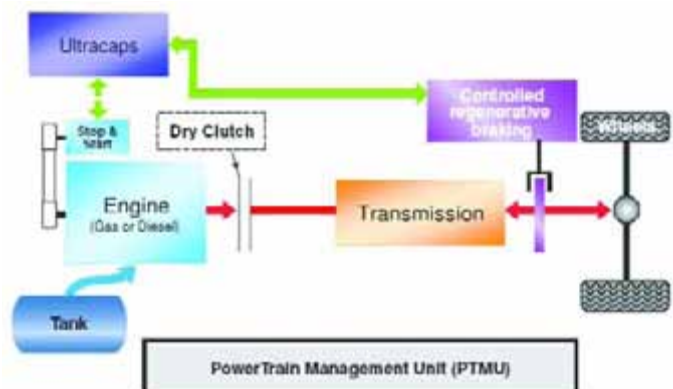 Ultracaps
Controlled
regenerative
braking
Wheels
Stop &
start
Dry Clutch
Engine
(Gas or Diesel)
Transmission
Tank
PowerTrain Management Unit (PTMU)